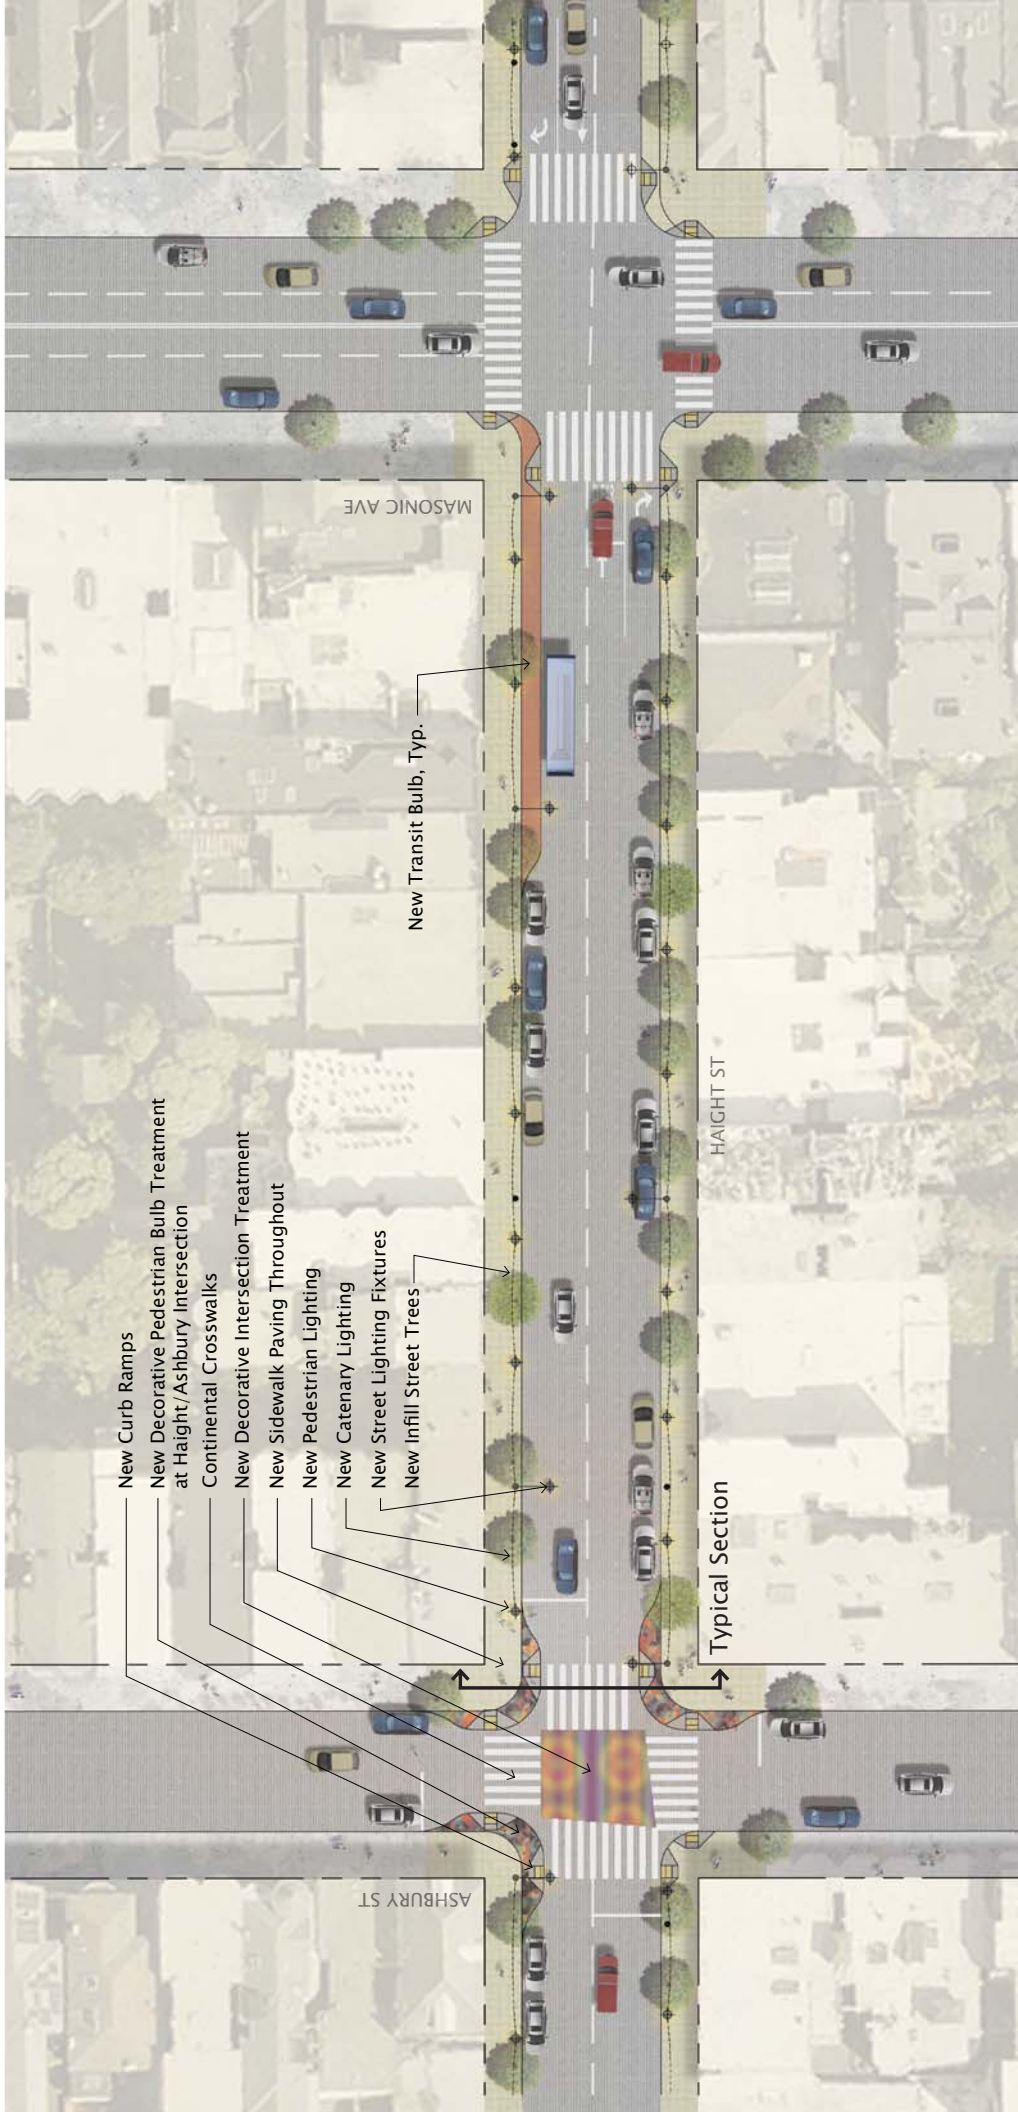 New Curb Ramps
New Decorative Pedestrian Bulb Treatment
at Haight/Ashbury Intersection
Continental Crosswalks
New Decorative Intersection Treatment
New Sidewalk Paving Throughout
New Pedestrian Lighting
New Catenary Lighting
New Street Lighting Fixtures
New Infill Street Trees
New Transit Bulb, Typ.
ASHBURY ST
MASONIC AVE
HAIGHT ST
Typical Section